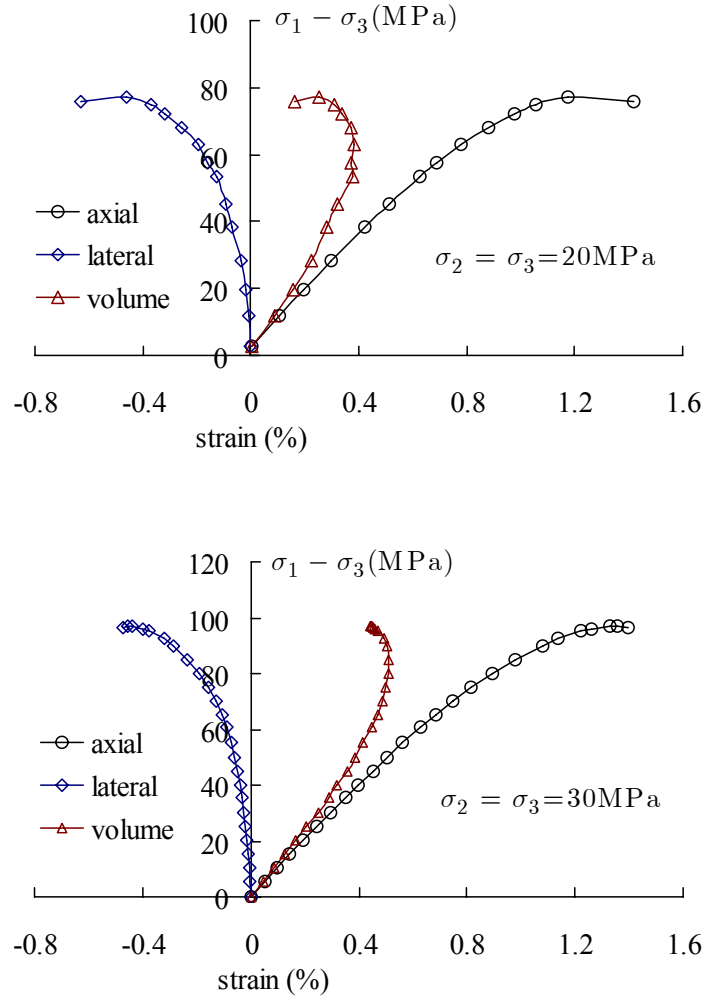 σ₁ − σ₃(MPa)
100
80
60
40
20
0
axial
lateral
volume
σ₂ = σ₃=20MPa
-0.8 -0.4 0 0.4 0.8 1.2 1.6
strain (%)
σ₁ − σ₃(MPa)
120
100
80
60
40
20
0
axial
lateral
volume
σ₂ = σ₃=30MPa
-0.8 -0.4 0 0.4 0.8 1.2 1.6
strain (%)